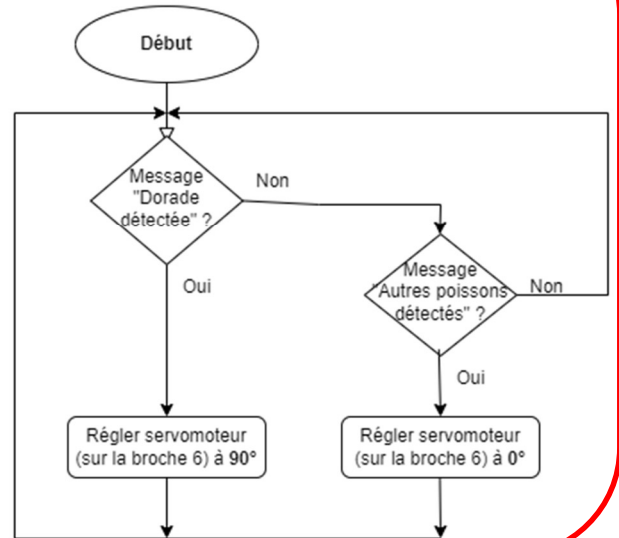 Début
Message
"Dorade
détectée" ?
Non
Oui
Message
"Autres poissons
détectés" ?
Non
Oui
Régler servomoteur
(sur la broche 6) à 90°
Régler servomoteur
(sur la broche 6) à 0°